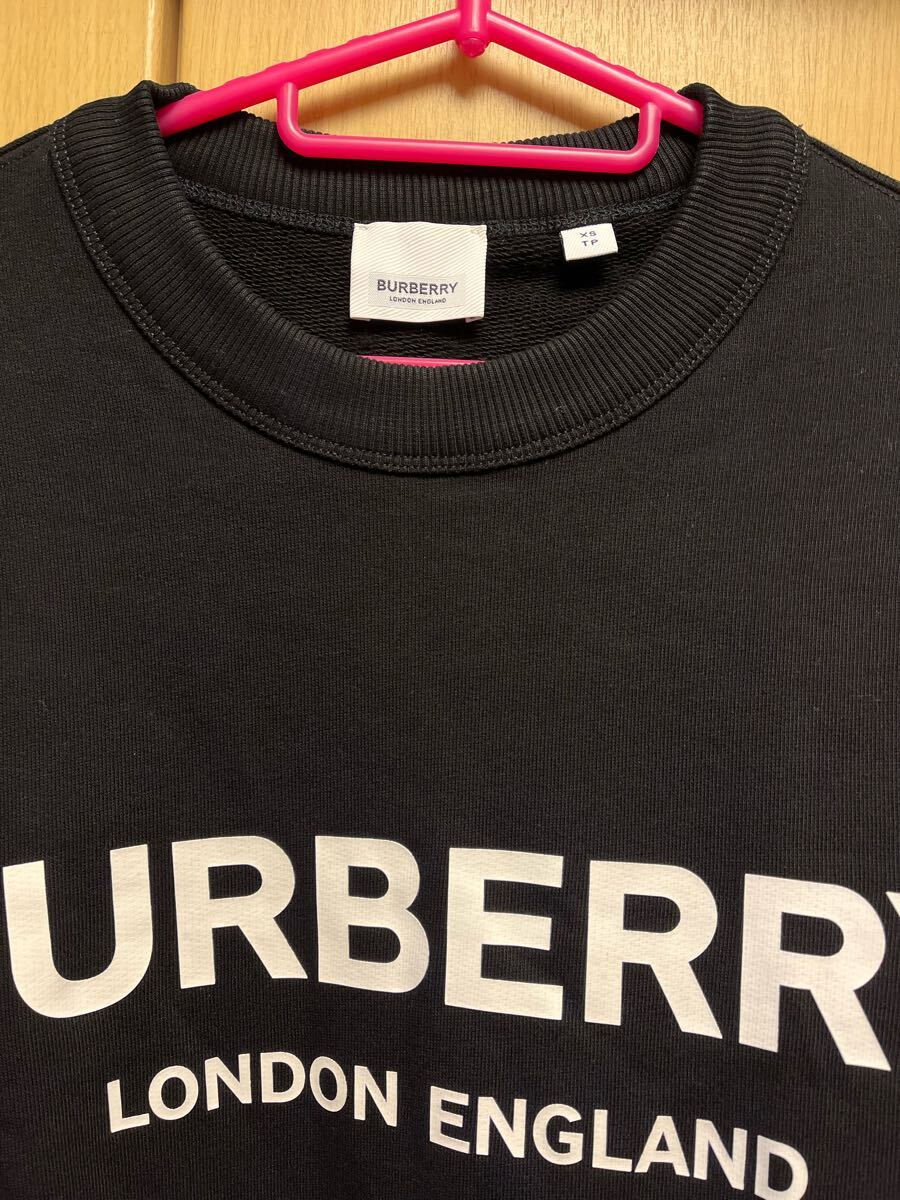 BURBERRY
LONDON ENGLAND
XS
TP
URBERRY
LONDON ENGLAND